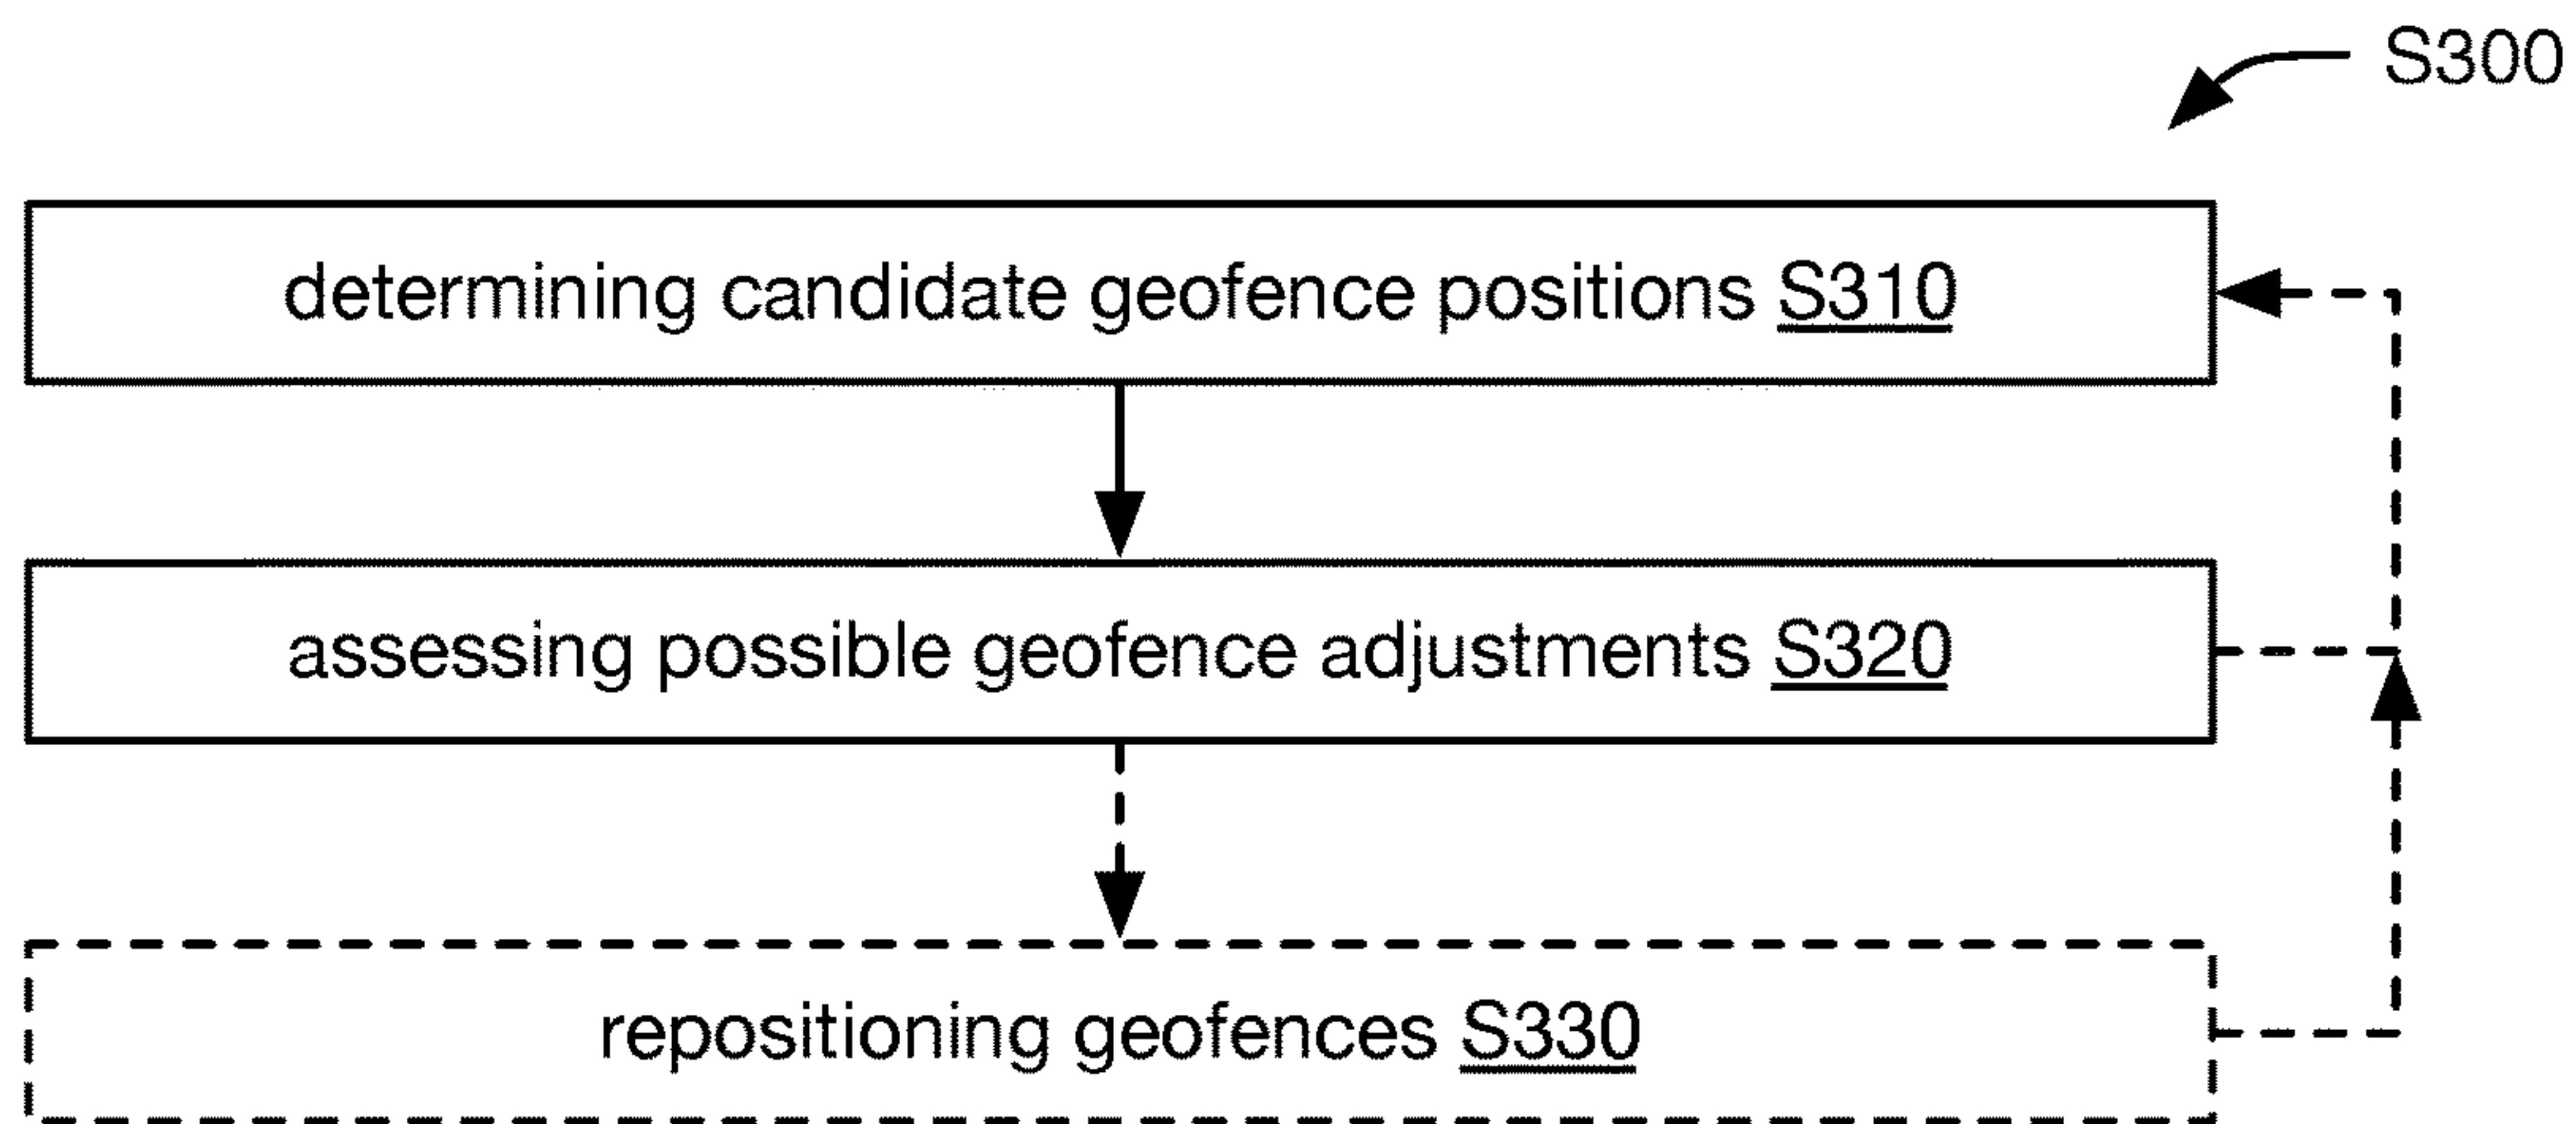 S300
determining candidate geofence positions S310
assessing possible geofence adjustments S320
repositioning geofences S330